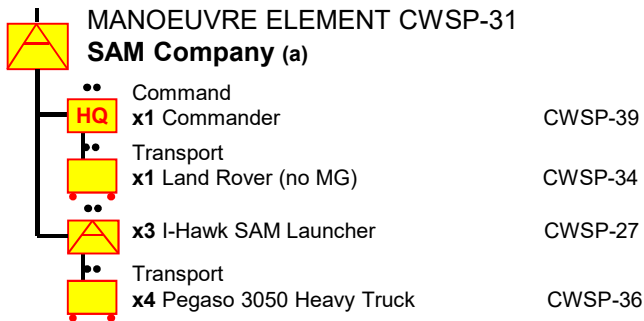 MANOEUVRE ELEMENT CWSP-31
SAM Company (a)
Command
HQ x1 Commander CWSP-39
Transport
x1 Land Rover (no MG) CWSP-34
x3 I-Hawk SAM Launcher CWSP-27
Transport
x4 Pegaso 3050 Heavy Truck CWSP-36